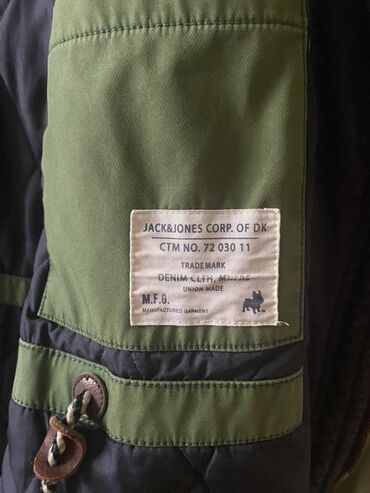 JACK&JONES CORP. OF DK
CTM NO. 72 030 11
TRADEMARK
DENIM CLTH, MNFRS
UNION MADE
M.F.G.
MANUFACTURED GARMENT